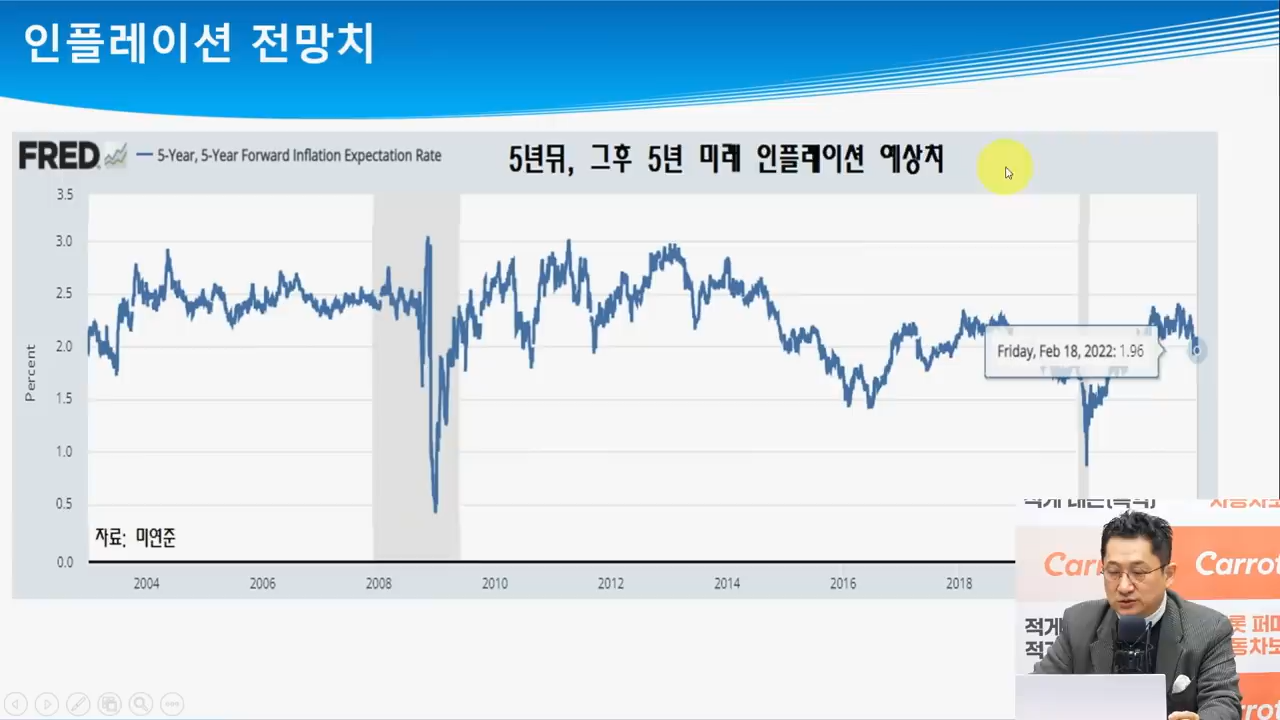 인플레이션 전망치
FRED
5-Year, 5-Year Forward Inflation Expectation Rate
5년뒤, 그후 5년 미래 인플레이션 예상치
Percent
3.5
3.0
2.5
2.0
1.5
1.0
0.5
0.0
Friday, Feb 18, 2022: 1.96
자료: 미연준
2004
2006
2008
2010
2012
2014
2016
2018
Carrot
적게